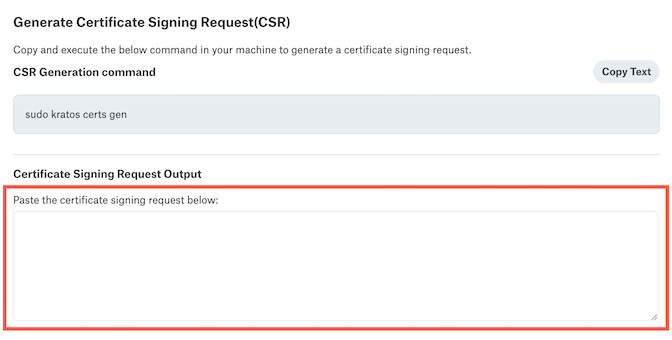 Generate Certificate Signing Request(CSR)
Copy and execute the below command in your machine to generate a certificate signing request.
CSR Generation command
Copy Text
sudo kratos certs gen
Certificate Signing Request Output
Paste the certificate signing request below: